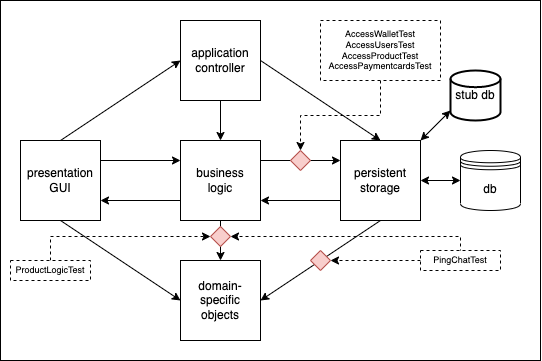 application
controller
AccessWalletTest
AccessUsersTest
AccessProductTest
AccessPaymentcardsTest
stub db
presentation
GUI
business
logic
persistent
storage
db
ProductLogicTest
domain-
specific
objects
PingChatTest